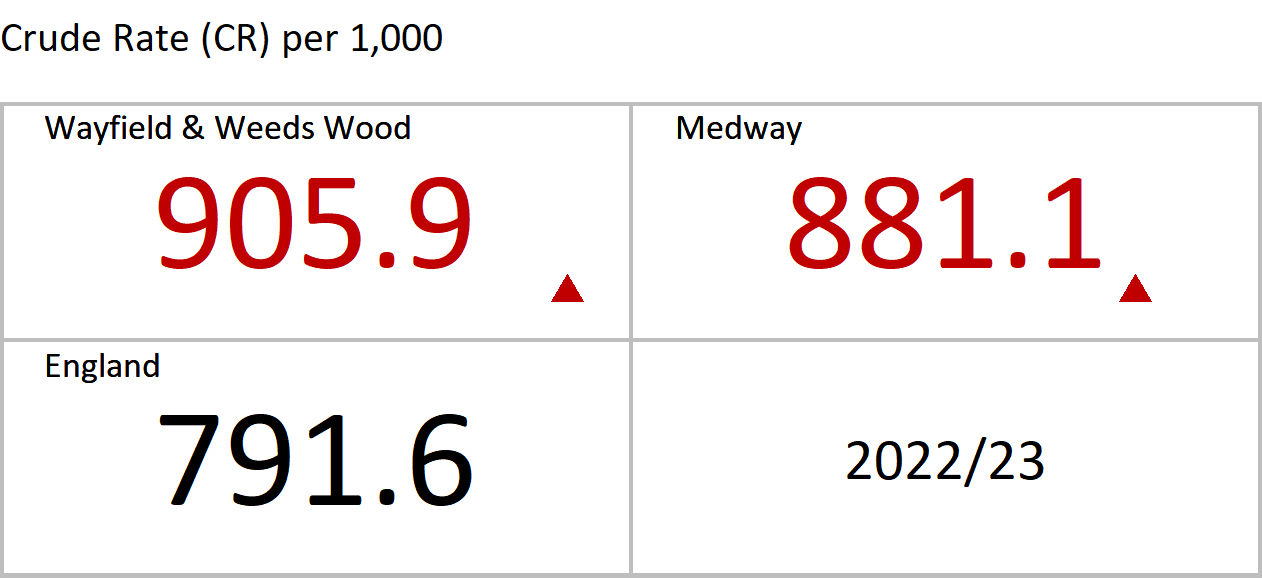 Crude Rate (CR) per 1,000
Wayfield & Weeds Wood
905.9
Medway
881.1
England
791.6
2022/23